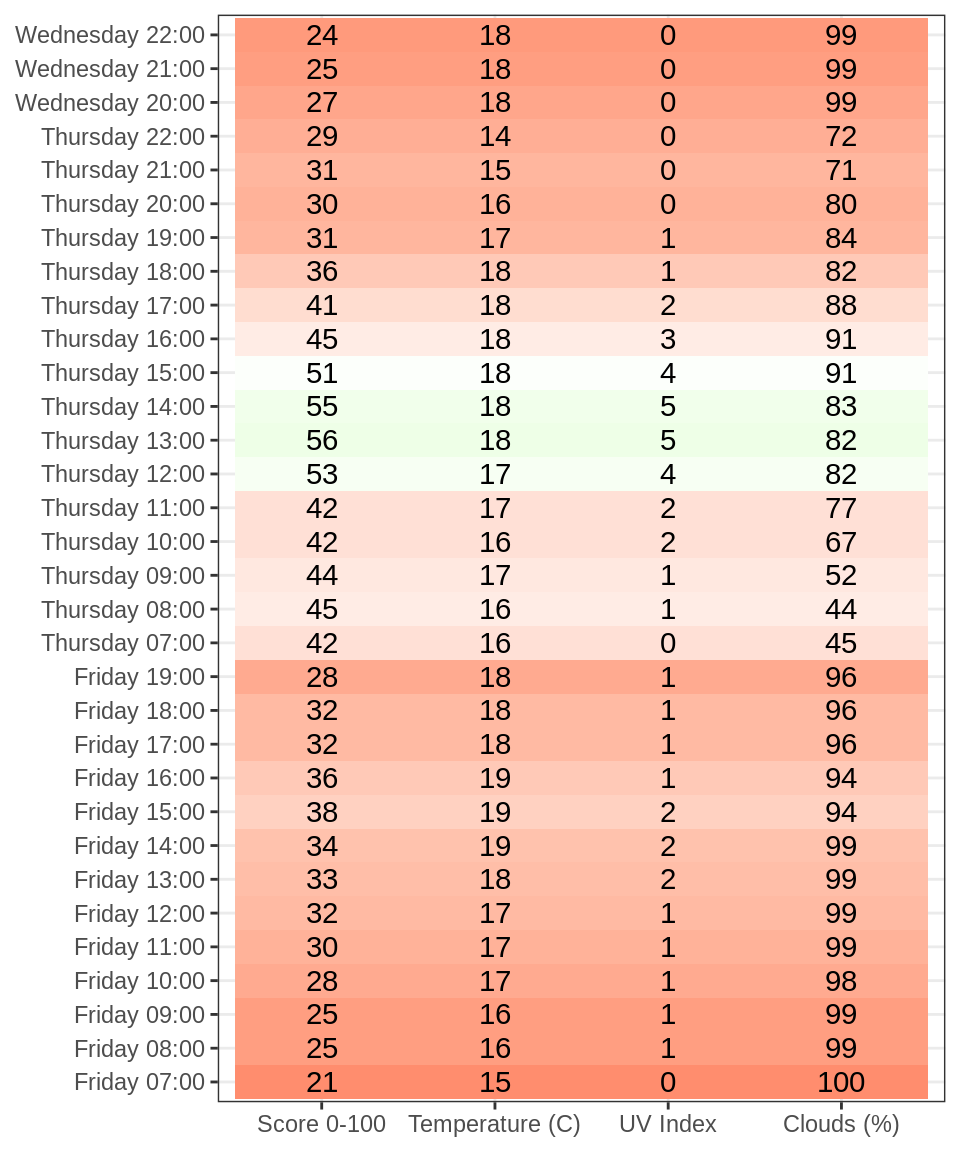 Wednesday 22:00 24 18 0 99
Wednesday 21:00 25 18 0 99
Wednesday 20:00 27 18 0 99
Thursday 22:00 29 14 0 72
Thursday 21:00 31 15 0 71
Thursday 20:00 30 16 0 80
Thursday 19:00 31 17 1 84
Thursday 18:00 36 18 1 82
Thursday 17:00 41 18 2 88
Thursday 16:00 45 18 3 91
Thursday 15:00 51 18 4 91
Thursday 14:00 55 18 5 83
Thursday 13:00 56 18 5 82
Thursday 12:00 53 17 4 82
Thursday 11:00 42 17 2 77
Thursday 10:00 42 16 2 67
Thursday 09:00 44 17 1 52
Thursday 08:00 45 16 1 44
Thursday 07:00 42 16 0 45
Friday 19:00 28 18 1 96
Friday 18:00 32 18 1 96
Friday 17:00 32 18 1 96
Friday 16:00 36 19 1 94
Friday 15:00 38 19 2 94
Friday 14:00 34 19 2 99
Friday 13:00 33 18 2 99
Friday 12:00 32 17 1 99
Friday 11:00 30 17 1 99
Friday 10:00 28 17 1 98
Friday 09:00 25 16 1 99
Friday 08:00 25 16 1 99
Friday 07:00 21 15 0 100
Score 0-100 Temperature (C) UV Index Clouds (%)